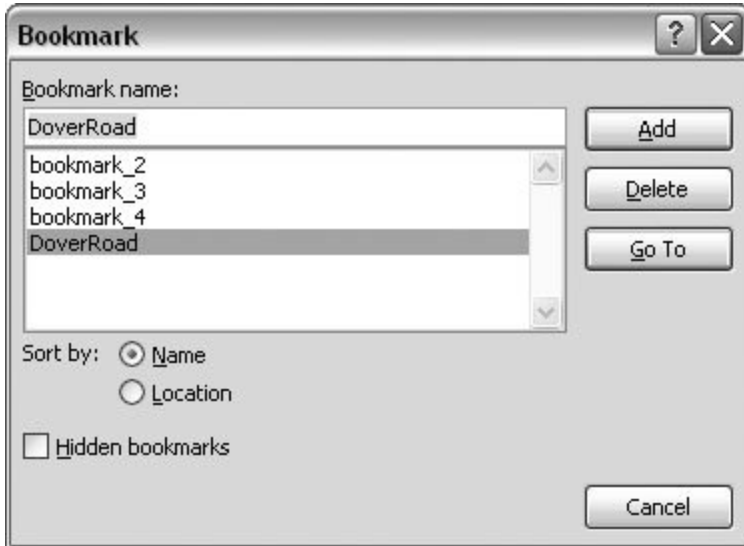 Bookmark ?
Bookmark name:
DoverRoad
Add
bookmark_2
bookmark_3
bookmark_4
DoverRoad
Delete
Go To
Sort by: Name
Location
Hidden bookmarks
Cancel